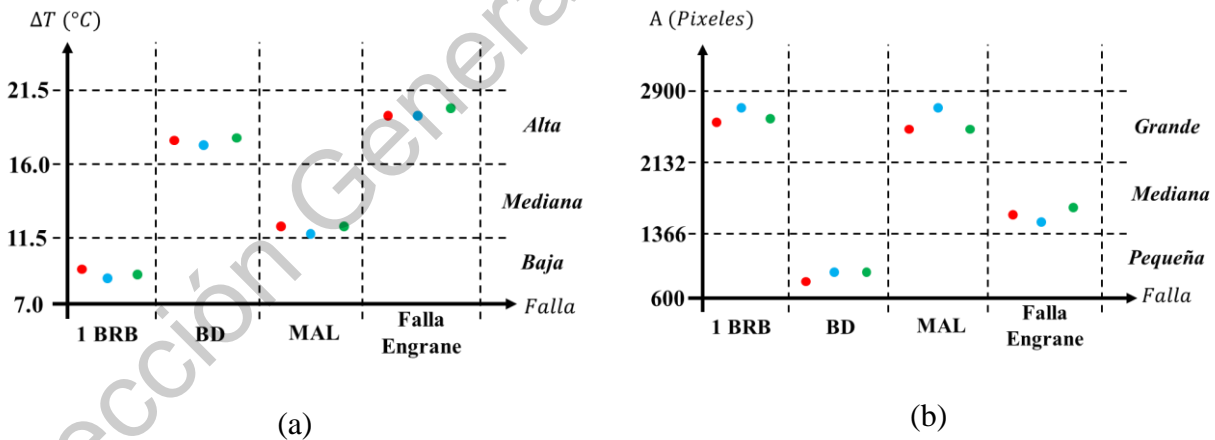 ΔT (°C)
21.5
Alta
16.0
Mediana
11.5
Baja
7.0
Falla
1 BRB
BD
MAL
Falla
Engrane
(a)
A (Pixeles)
2900
Grande
2132
Mediana
1366
Pequeña
600
Falla
1 BRB
BD
MAL
Falla
Engrane
(b)
ección Genera